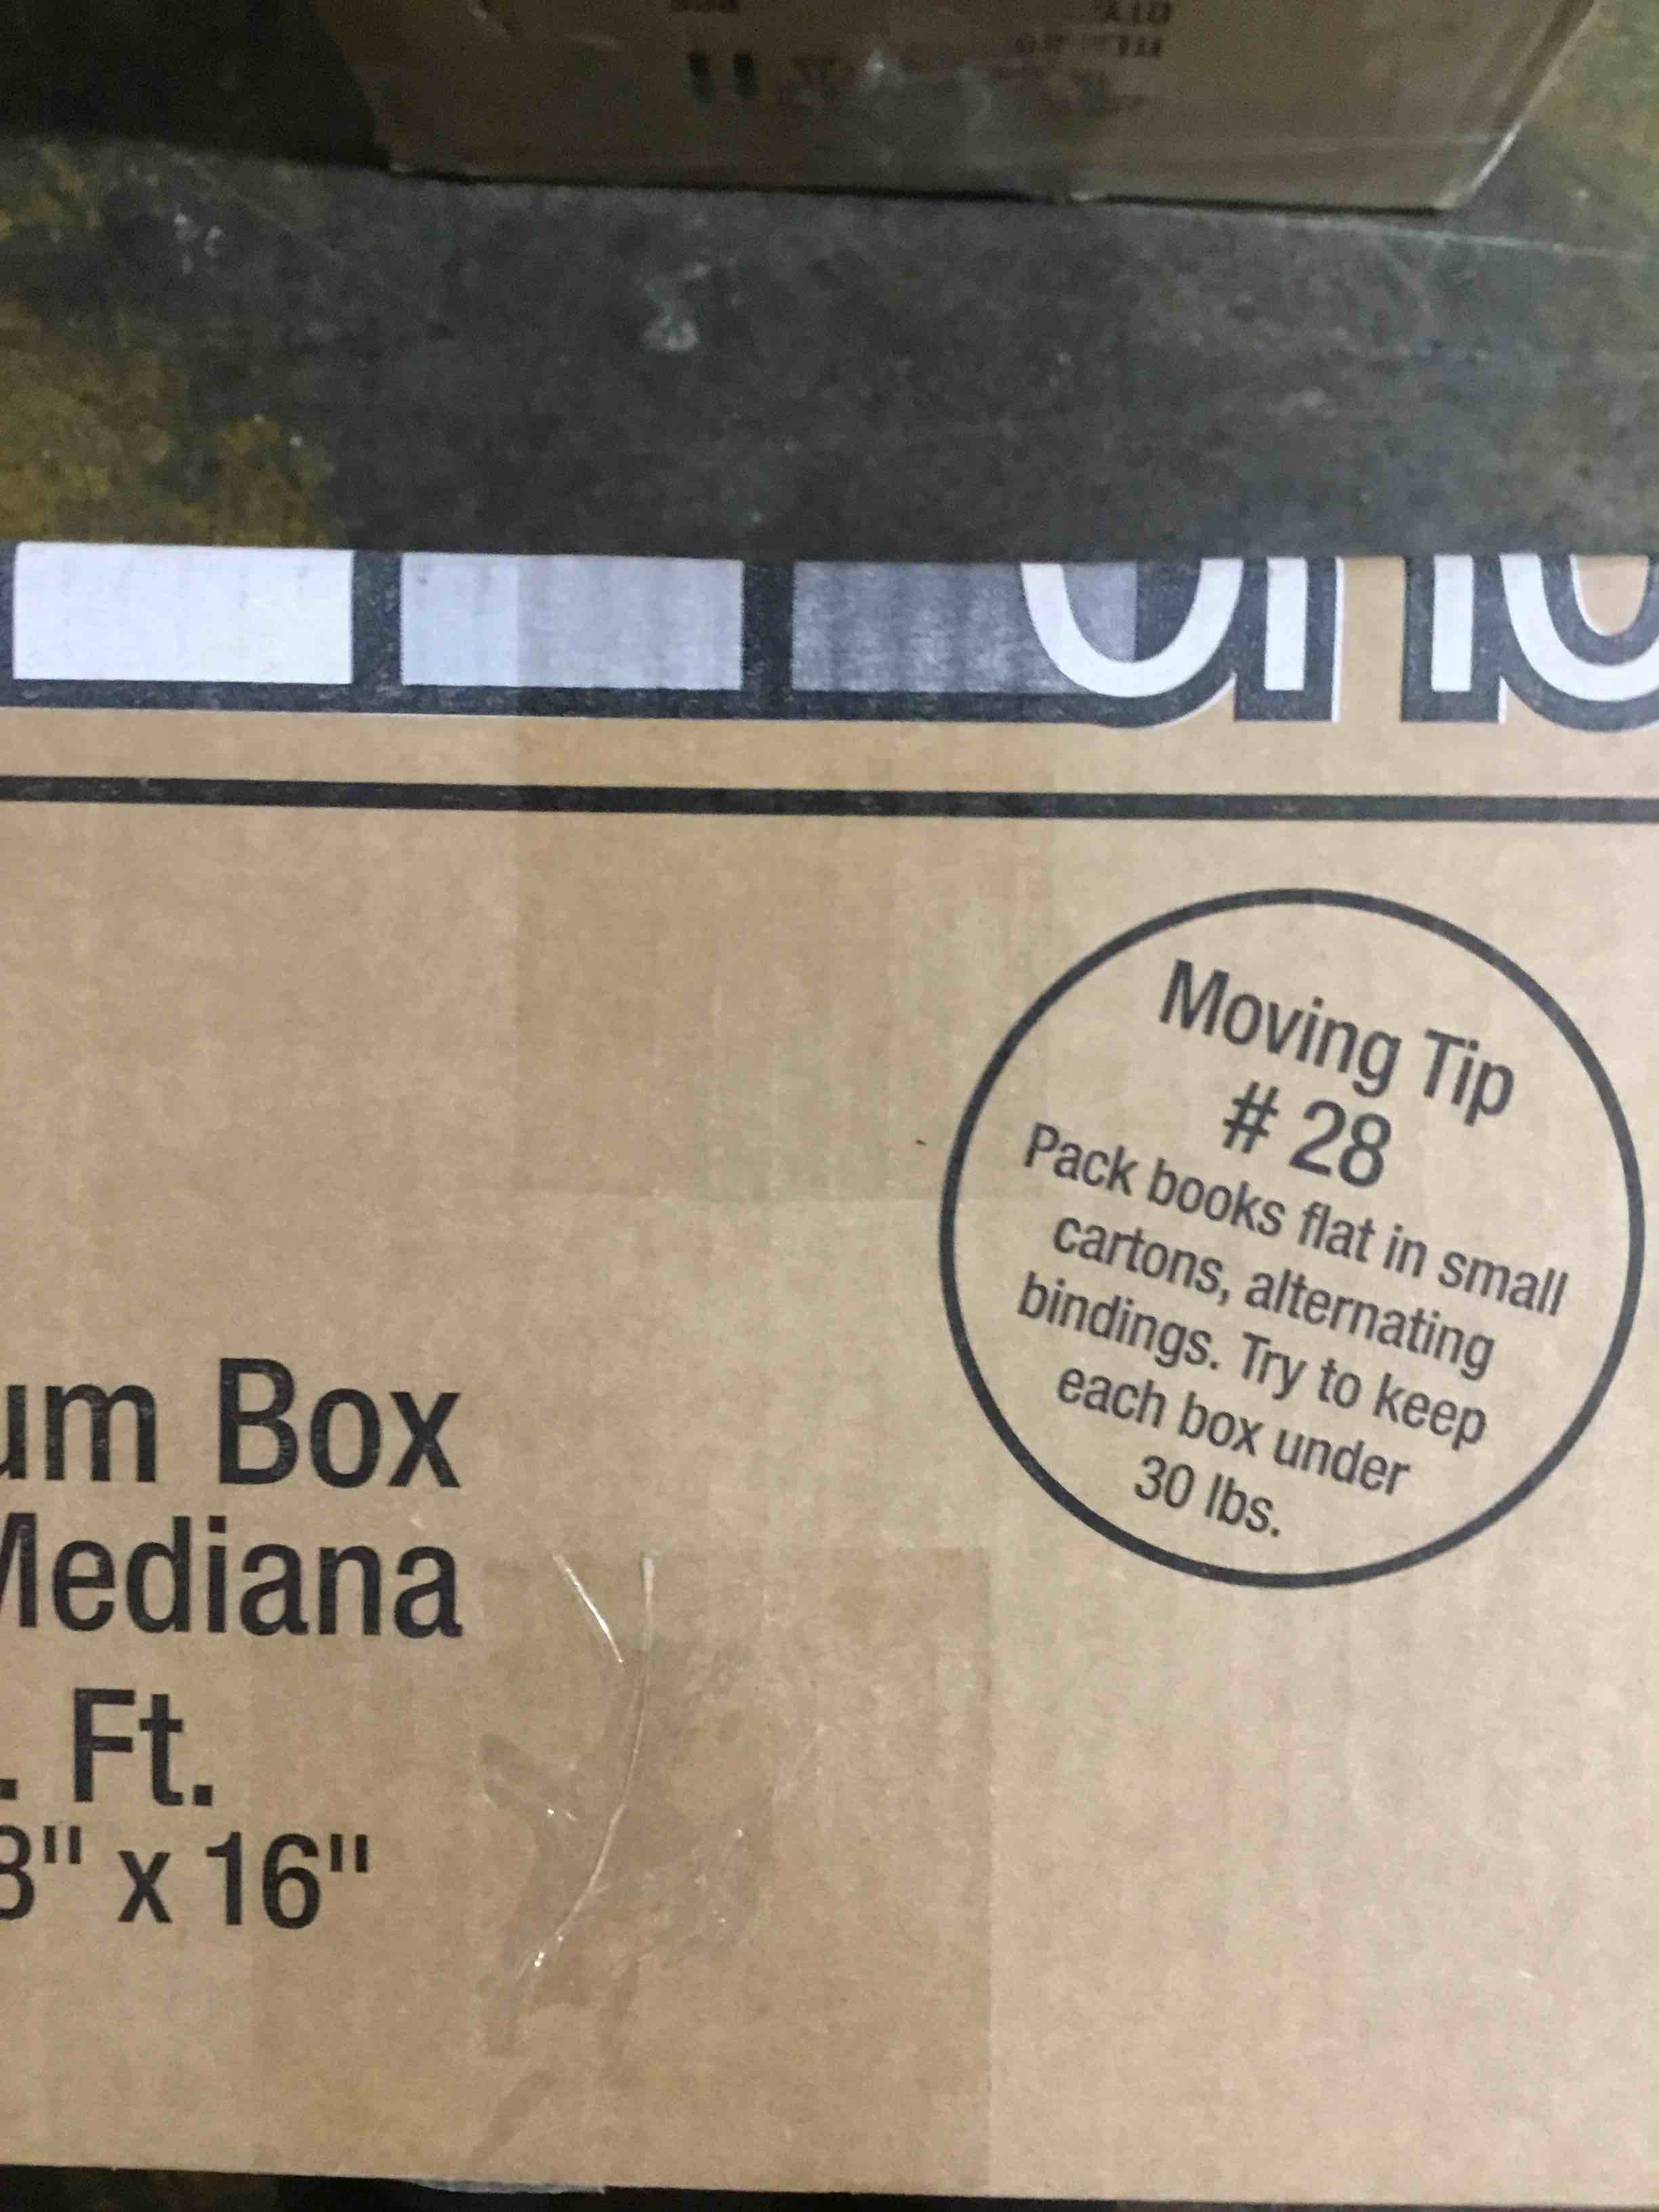 Moving Tip
# 28
Pack books flat in small
cartons, alternating
bindings. Try to keep
each box under
30 lbs.
um Box
Mediana
. Ft.
8" x 16"